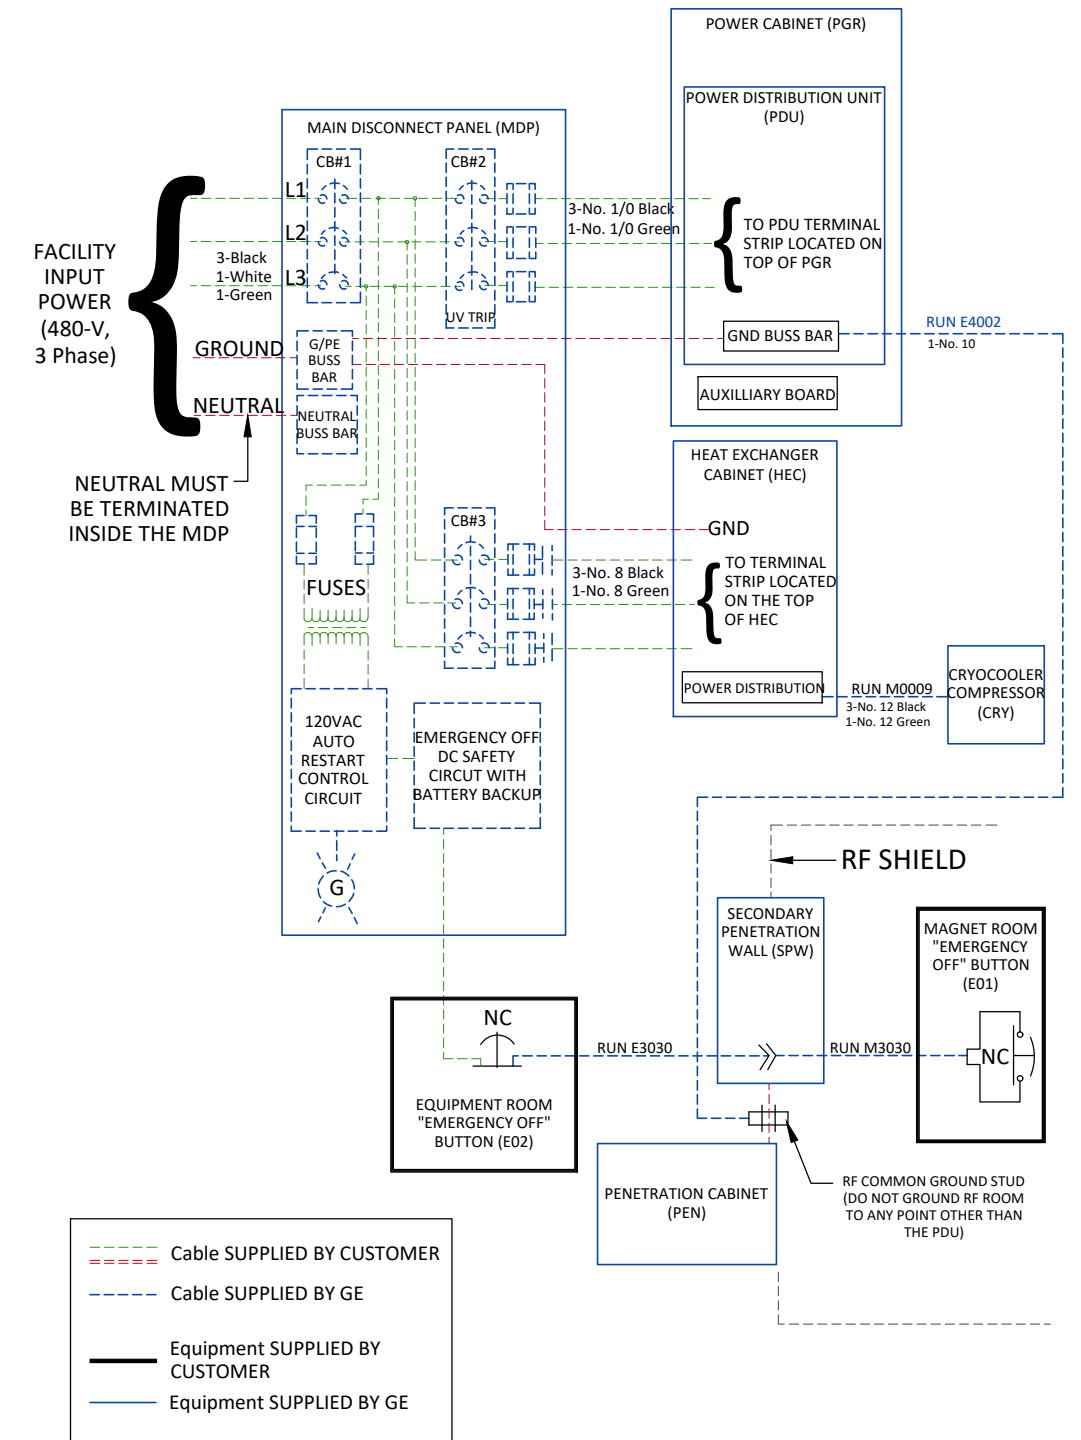 POWER CABINET (PGR)
POWER DISTRIBUTION UNIT
(PDU)
MAIN DISCONNECT PANEL (MDP)
CB#1
CB#2
L1
L2
L3
3-No. 1/0 Black
1-No. 1/0 Green
TO PDU TERMINAL
STRIP LOCATED ON
TOP OF PGR
FACILITY
INPUT
POWER
(480-V,
3 Phase)
3-Black
1-White
1-Green
UV TRIP
GND BUSS BAR
RUN E4002
1-No. 10
GROUND
G/PE
BUSS
BAR
AUXILLIARY BOARD
NEUTRAL
NEUTRAL
BUSS BAR
NEUTRAL MUST
BE TERMINATED
INSIDE THE MDP
HEAT EXCHANGER
CABINET (HEC)
CB#3
GND
FUSES
3-No. 8 Black
1-No. 8 Green
TO TERMINAL
STRIP LOCATED
ON THE TOP
OF HEC
POWER DISTRIBUTION
RUN M0009
3-No. 12 Black
1-No. 12 Green
CRYOCOOLER
COMPRESSOR
(CRY)
120VAC
AUTO
RESTART
CONTROL
CIRCUIT
EMERGENCY OFF
DC SAFETY
CIRCUT WITH
BATTERY BACKUP
G
RF SHIELD
SECONDARY
PENETRATION
WALL (SPW)
MAGNET ROOM
"EMERGENCY
OFF" BUTTON
(E01)
NC
NC
RUN E3030
RUN M3030
EQUIPMENT ROOM
"EMERGENCY OFF"
BUTTON (E02)
PENETRATION CABINET
(PEN)
RF COMMON GROUND STUD
(DO NOT GROUND RF ROOM
TO ANY POINT OTHER THAN
THE PDU)
Cable SUPPLIED BY CUSTOMER
Cable SUPPLIED BY GE
Equipment SUPPLIED BY
CUSTOMER
Equipment SUPPLIED BY GE